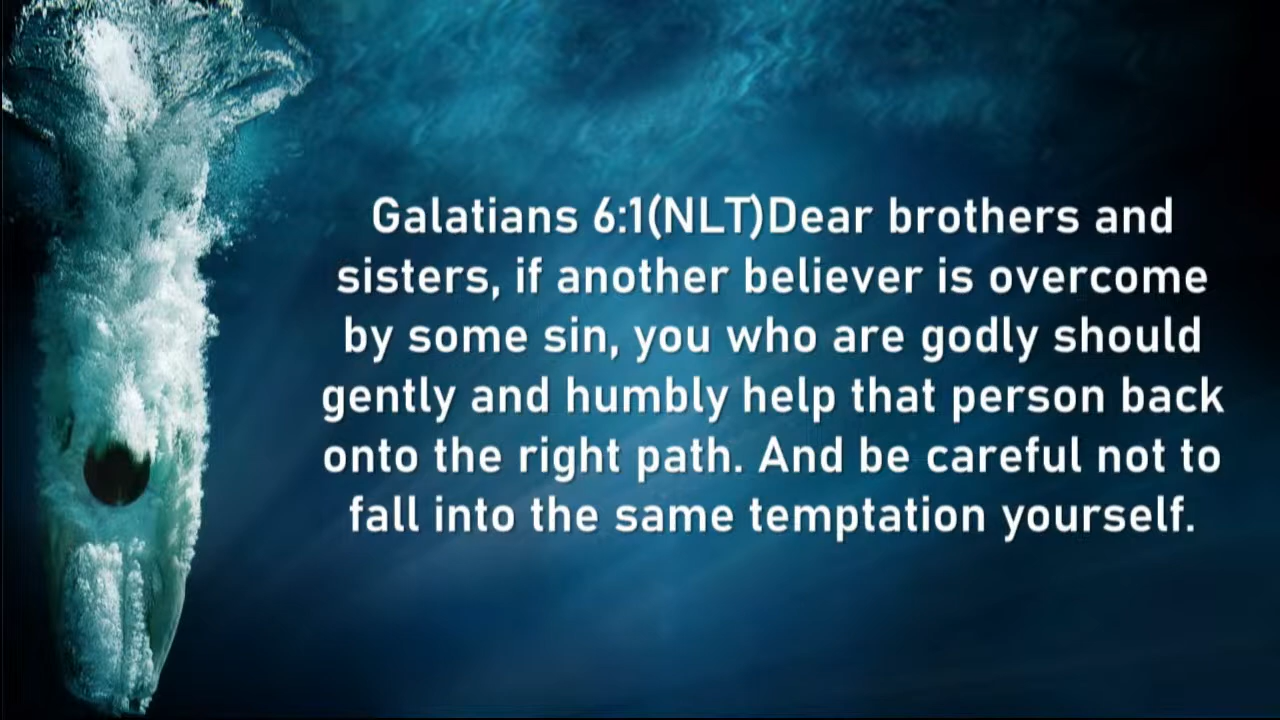 Galatians 6:1(NLT)Dear brothers and
sisters, if another believer is overcome
by some sin, you who are godly should
gently and humbly help that person back
onto the right path. And be careful not to
fall into the same temptation yourself.